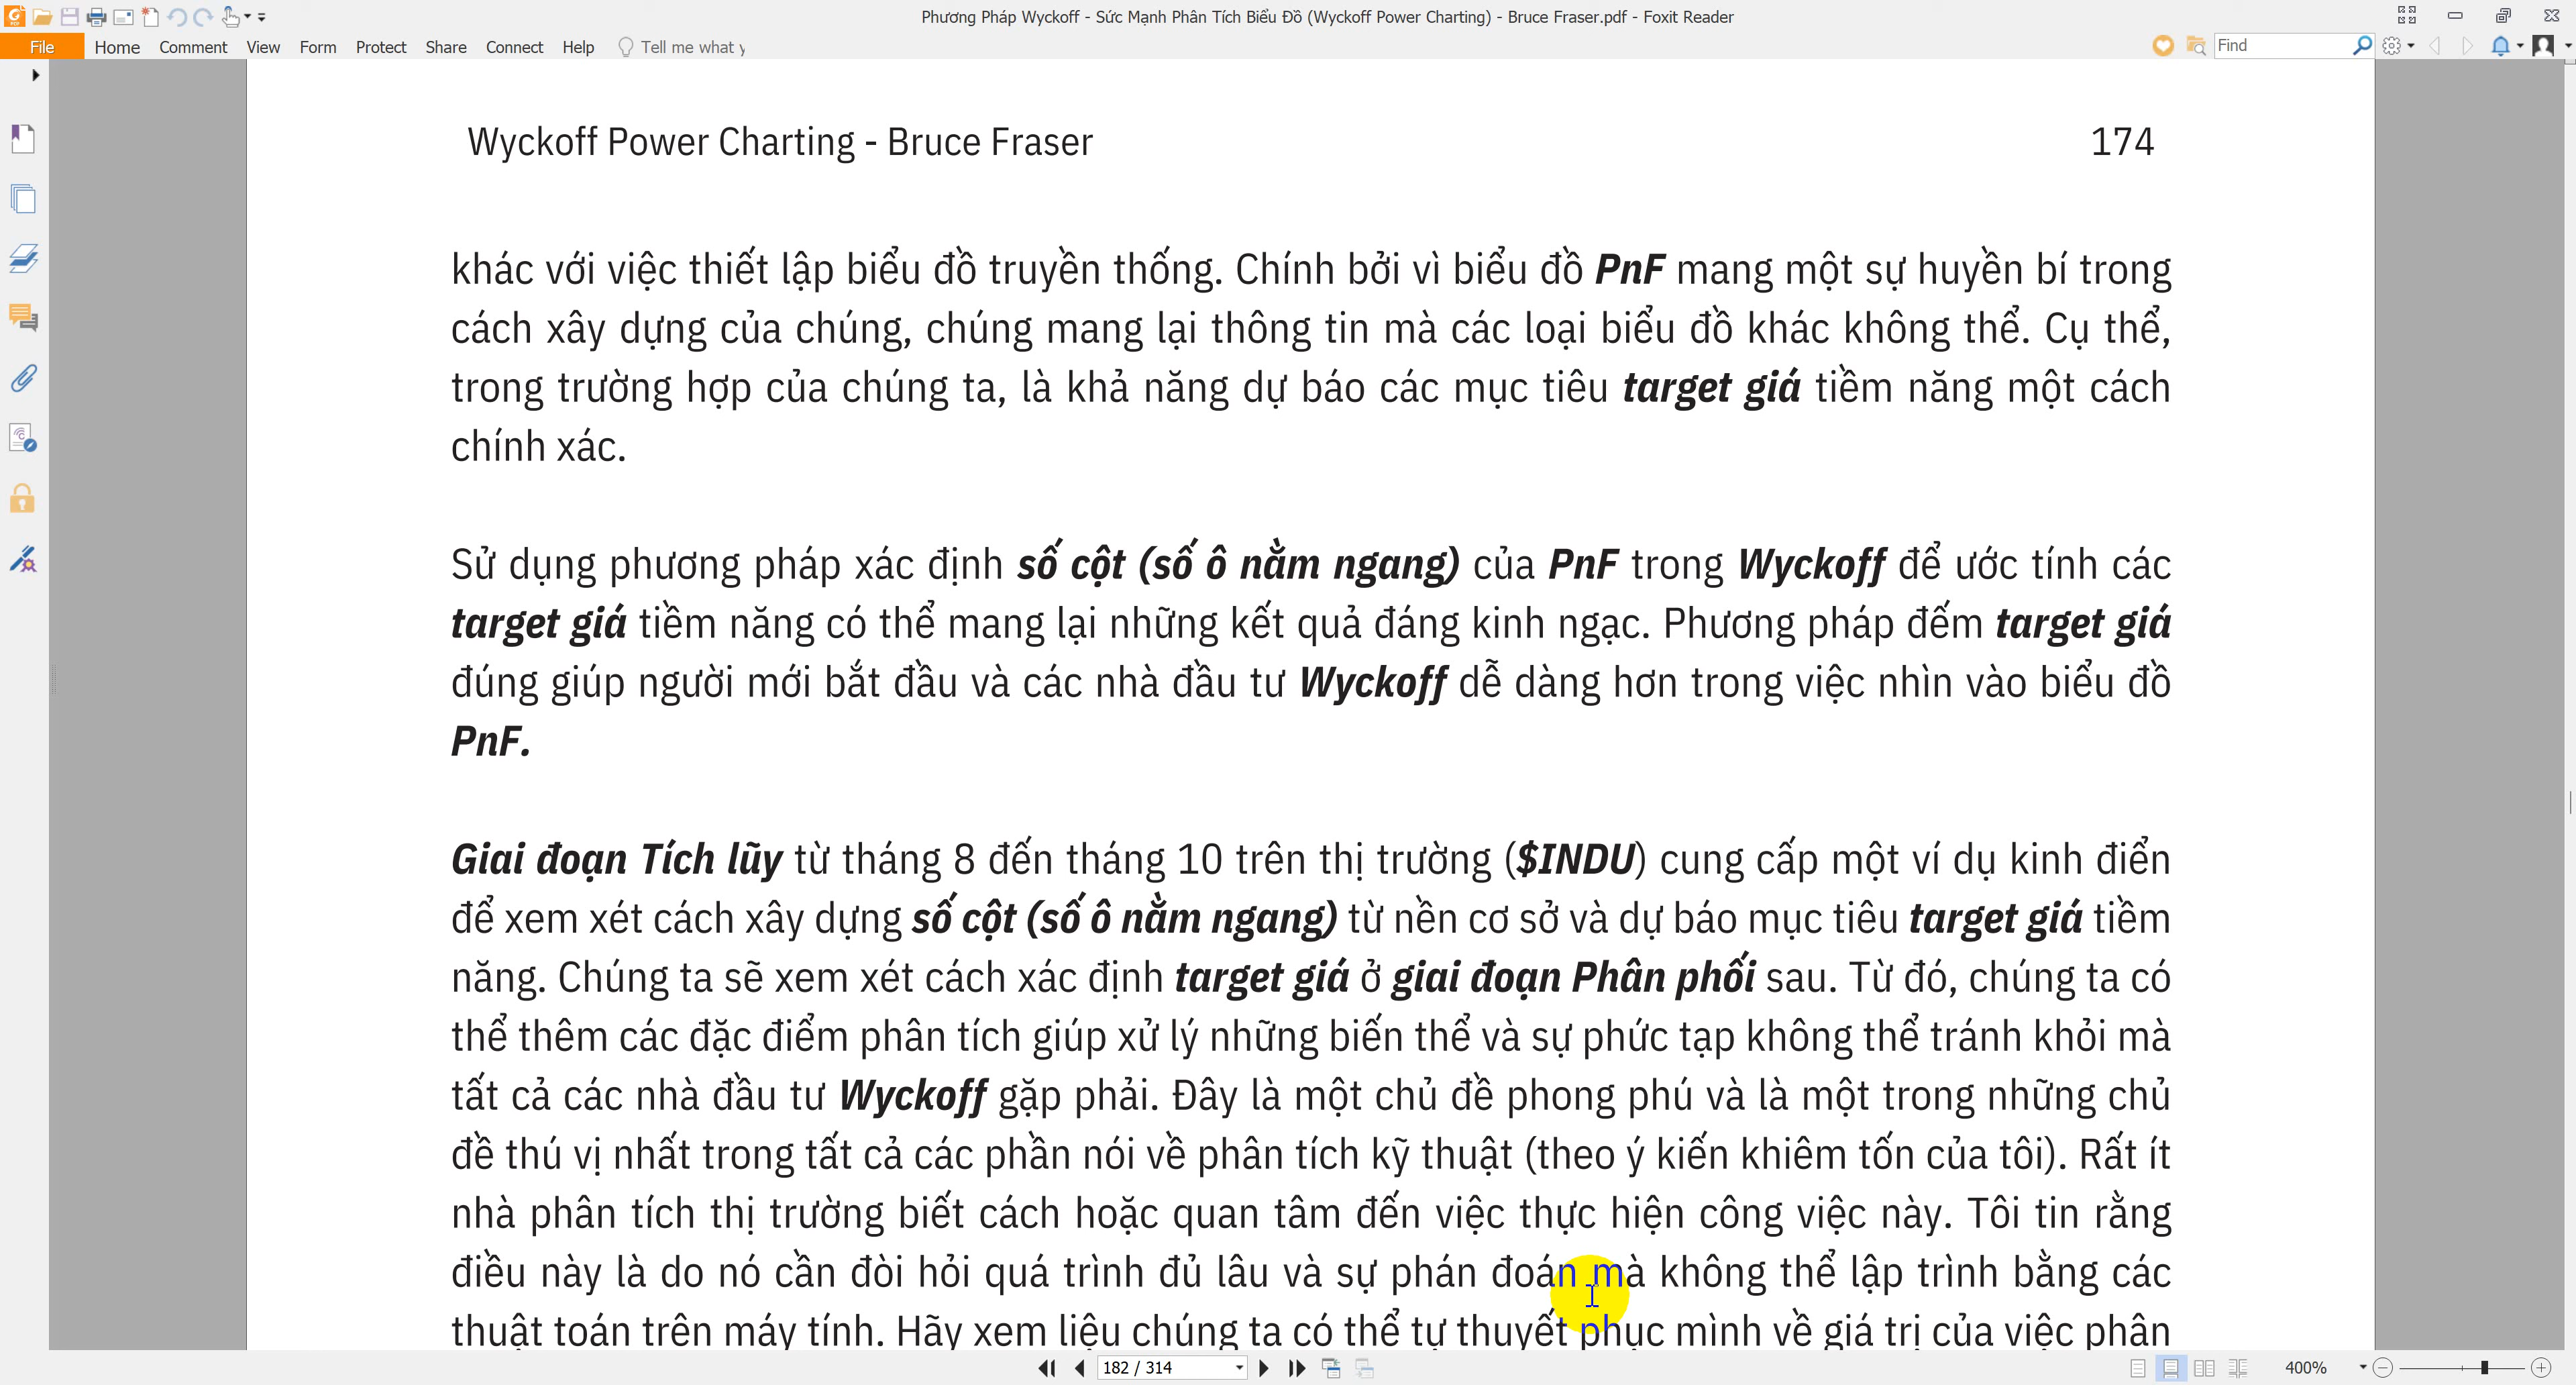 Phương Pháp Wyckoff - Sức Mạnh Phân Tích Biểu Đồ (Wyckoff Power Charting) - Bruce Fraser.pdf - Foxit Reader
File Home Comment View Form Protect Share Connect Help Tell me what y Find
Wyckoff Power Charting - Bruce Fraser 174
khác với việc thiết lập biểu đồ truyền thống. Chính bởi vì biểu đồ PnF mang một sự huyền bí trong
cách xây dựng của chúng, chúng mang lại thông tin mà các loại biểu đồ khác không thể. Cụ thể,
trong trường hợp của chúng ta, là khả năng dự báo các mục tiêu target giá tiềm năng một cách
chính xác.
Sử dụng phương pháp xác định số cột (số ô nằm ngang) của PnF trong Wyckoff để ước tính các
target giá tiềm năng có thể mang lại những kết quả đáng kinh ngạc. Phương pháp đếm target giá
đúng giúp người mới bắt đầu và các nhà đầu tư Wyckoff dễ dàng hơn trong việc nhìn vào biểu đồ
PnF.
Giai đoạn Tích lũy từ tháng 8 đến tháng 10 trên thị trường ($INDU) cung cấp một ví dụ kinh điển
để xem xét cách xây dựng số cột (số ô nằm ngang) từ nền cơ sở và dự báo mục tiêu target giá tiềm
năng. Chúng ta sẽ xem xét cách xác định target giá ở giai đoạn Phân phối sau. Từ đó, chúng ta có
thể thêm các đặc điểm phân tích giúp xử lý những biến thể và sự phức tạp không thể tránh khỏi mà
tất cả các nhà đầu tư Wyckoff gặp phải. Đây là một chủ đề phong phú và là một trong những chủ
đề thú vị nhất trong tất cả các phần nói về phân tích kỹ thuật (theo ý kiến khiêm tốn của tôi). Rất ít
nhà phân tích thị trường biết cách hoặc quan tâm đến việc thực hiện công việc này. Tôi tin rằng
điều này là do nó cần đòi hỏi quá trình đủ lâu và sự phán đoán mà không thể lập trình bằng các
thuật toán trên máy tính. Hãy xem liệu chúng ta có thể tự thuyết phục mình về giá trị của việc phân
182 / 314 400%